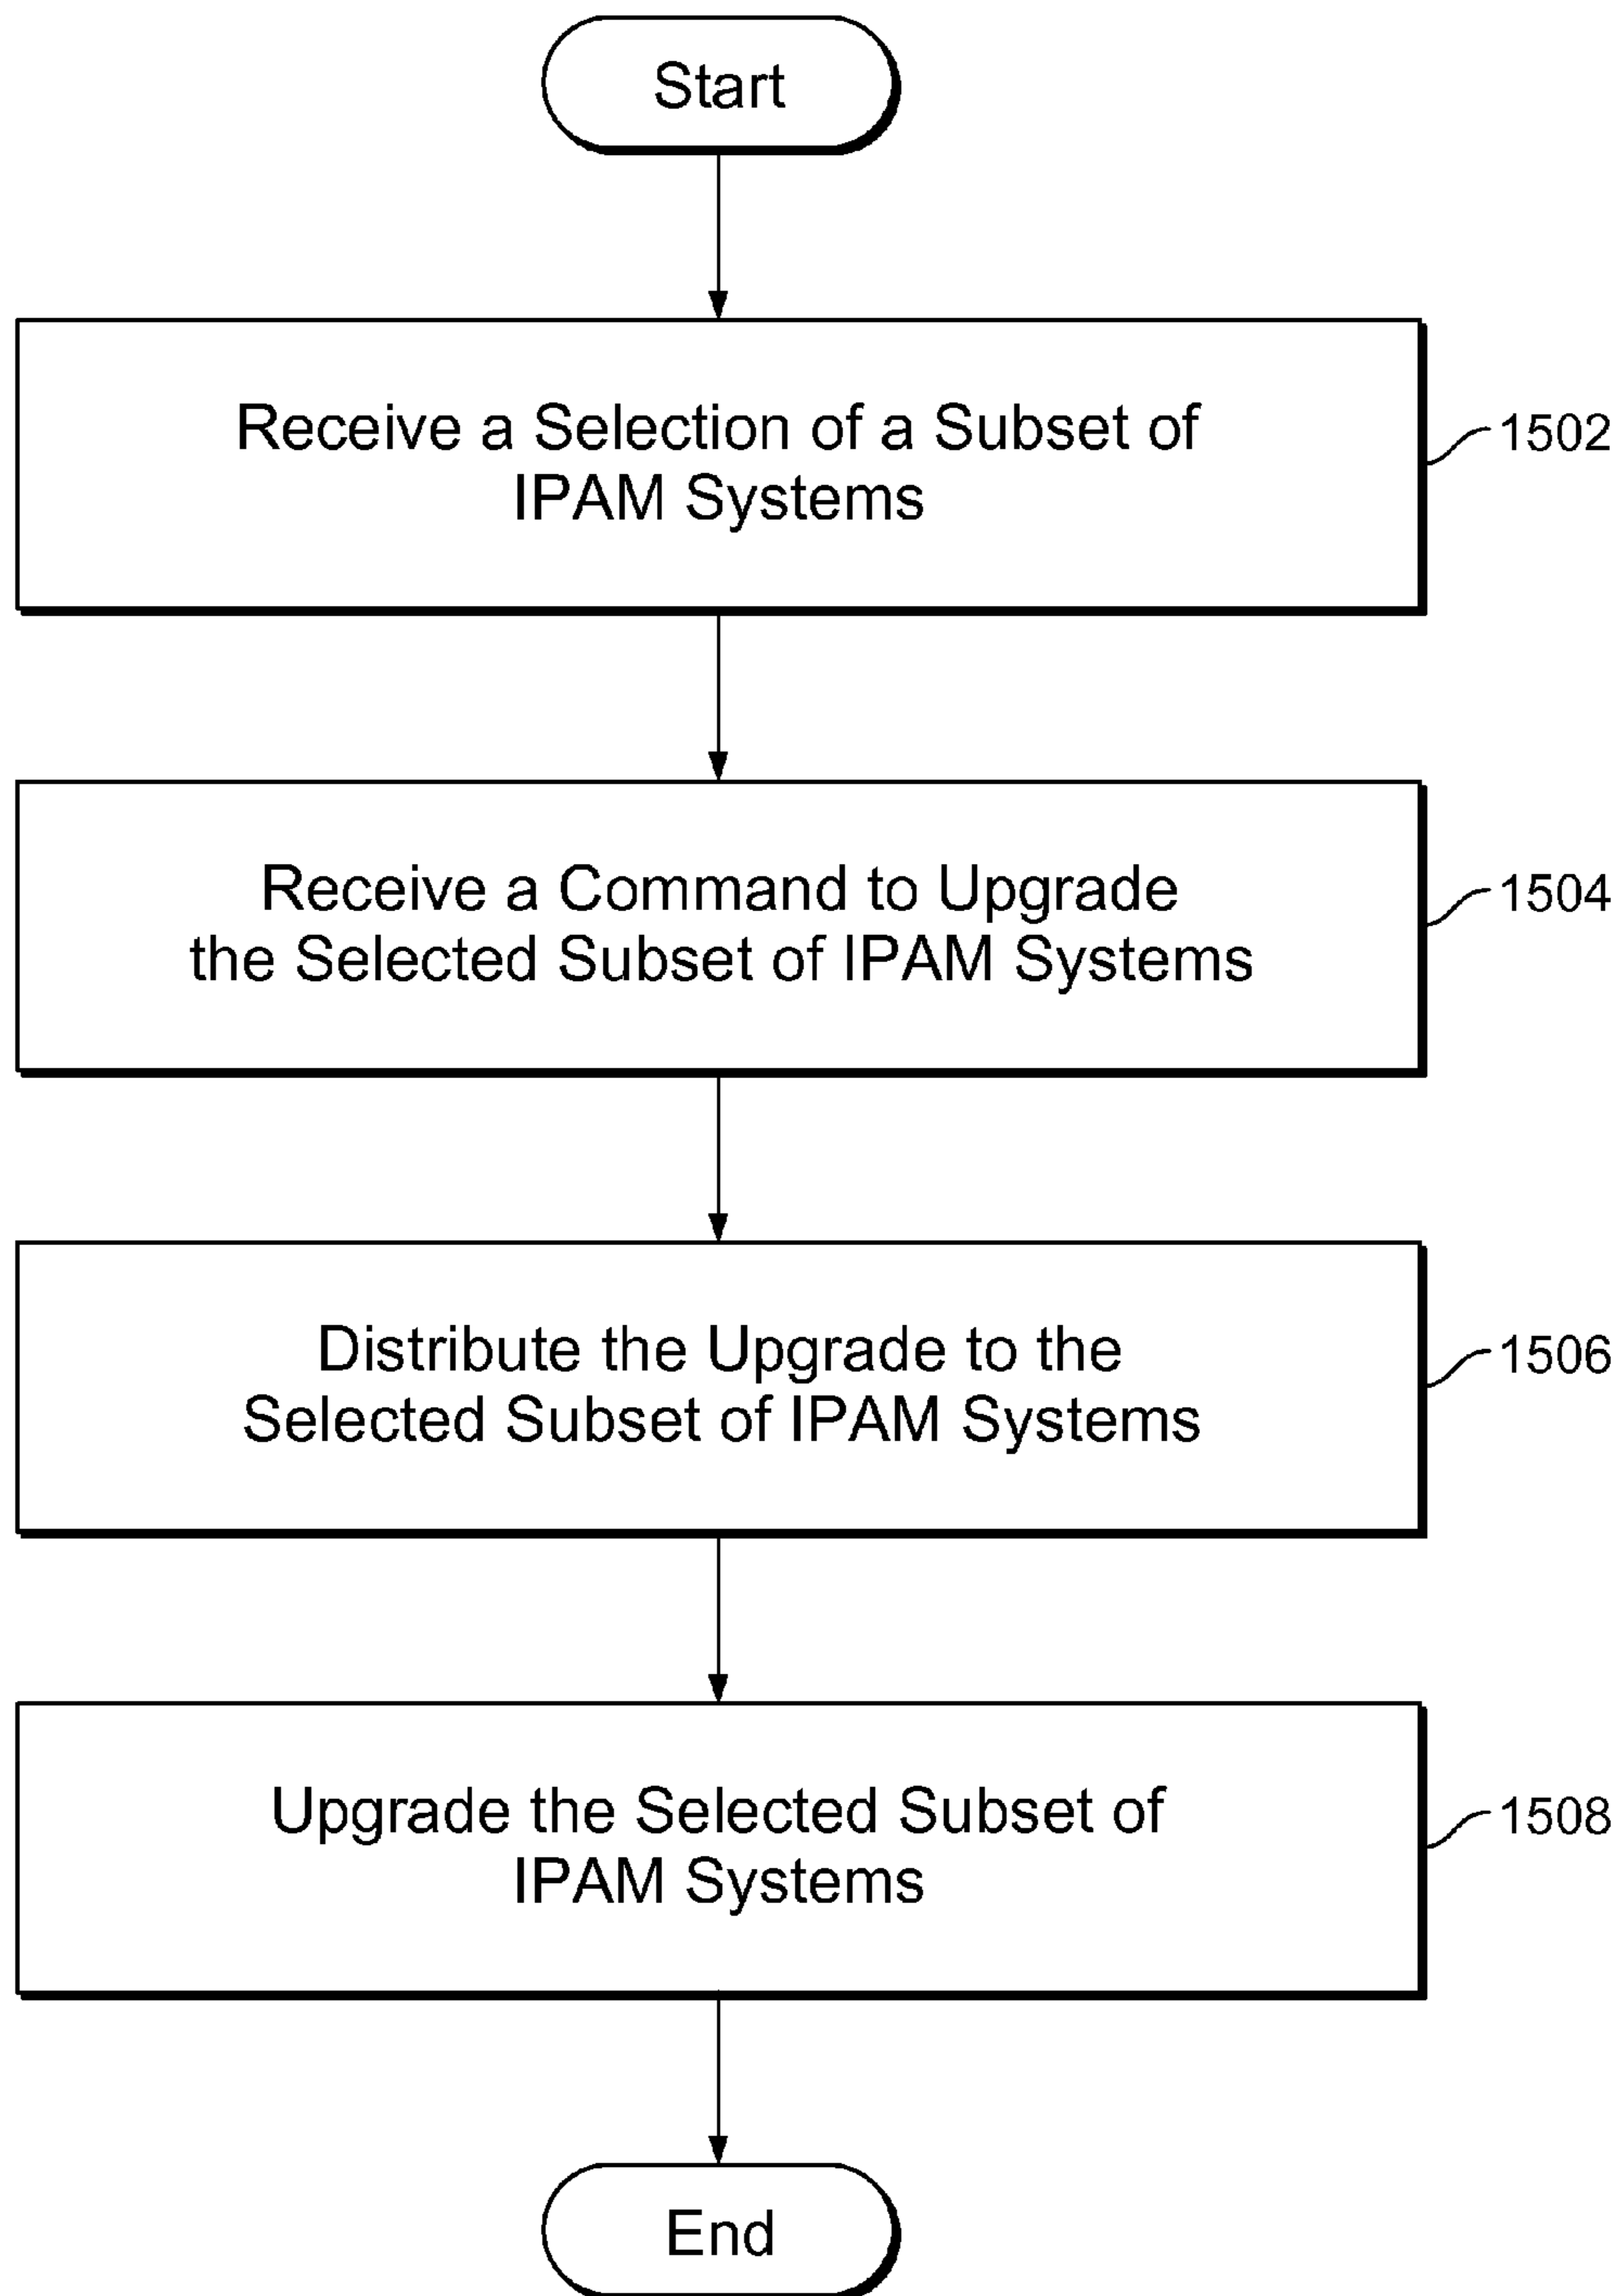 Start
Receive a Selection of a Subset of
IPAM Systems
1502
Receive a Command to Upgrade
the Selected Subset of IPAM Systems
1504
Distribute the Upgrade to the
Selected Subset of IPAM Systems
1506
Upgrade the Selected Subset of
IPAM Systems
1508
End